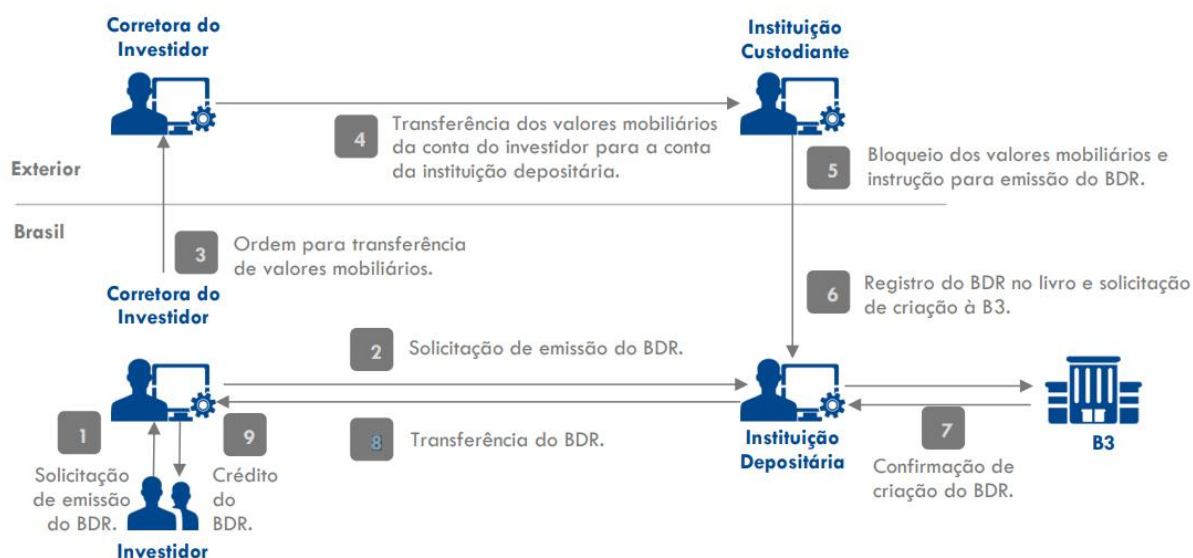 Corretora do
Investidor
Instituição
Custodiante
4
Transferência dos valores mobiliários
da conta do investidor para a conta
da instituição depositária.
5
Bloqueio dos valores mobiliários e
instrução para emissão do BDR.
Exterior
Brasil
3
Ordem para transferência
de valores mobiliários.
6
Registro do BDR no livro e solicitação
de criação à B3.
Corretora do
Investidor
2
Solicitação de emissão do BDR.
1
Solicitação
de emissão
do BDR.
9
Crédito
do
BDR.
8
Transferência do BDR.
Instituição
Depositária
7
Confirmação de
criação do BDR.
B3
Investidor